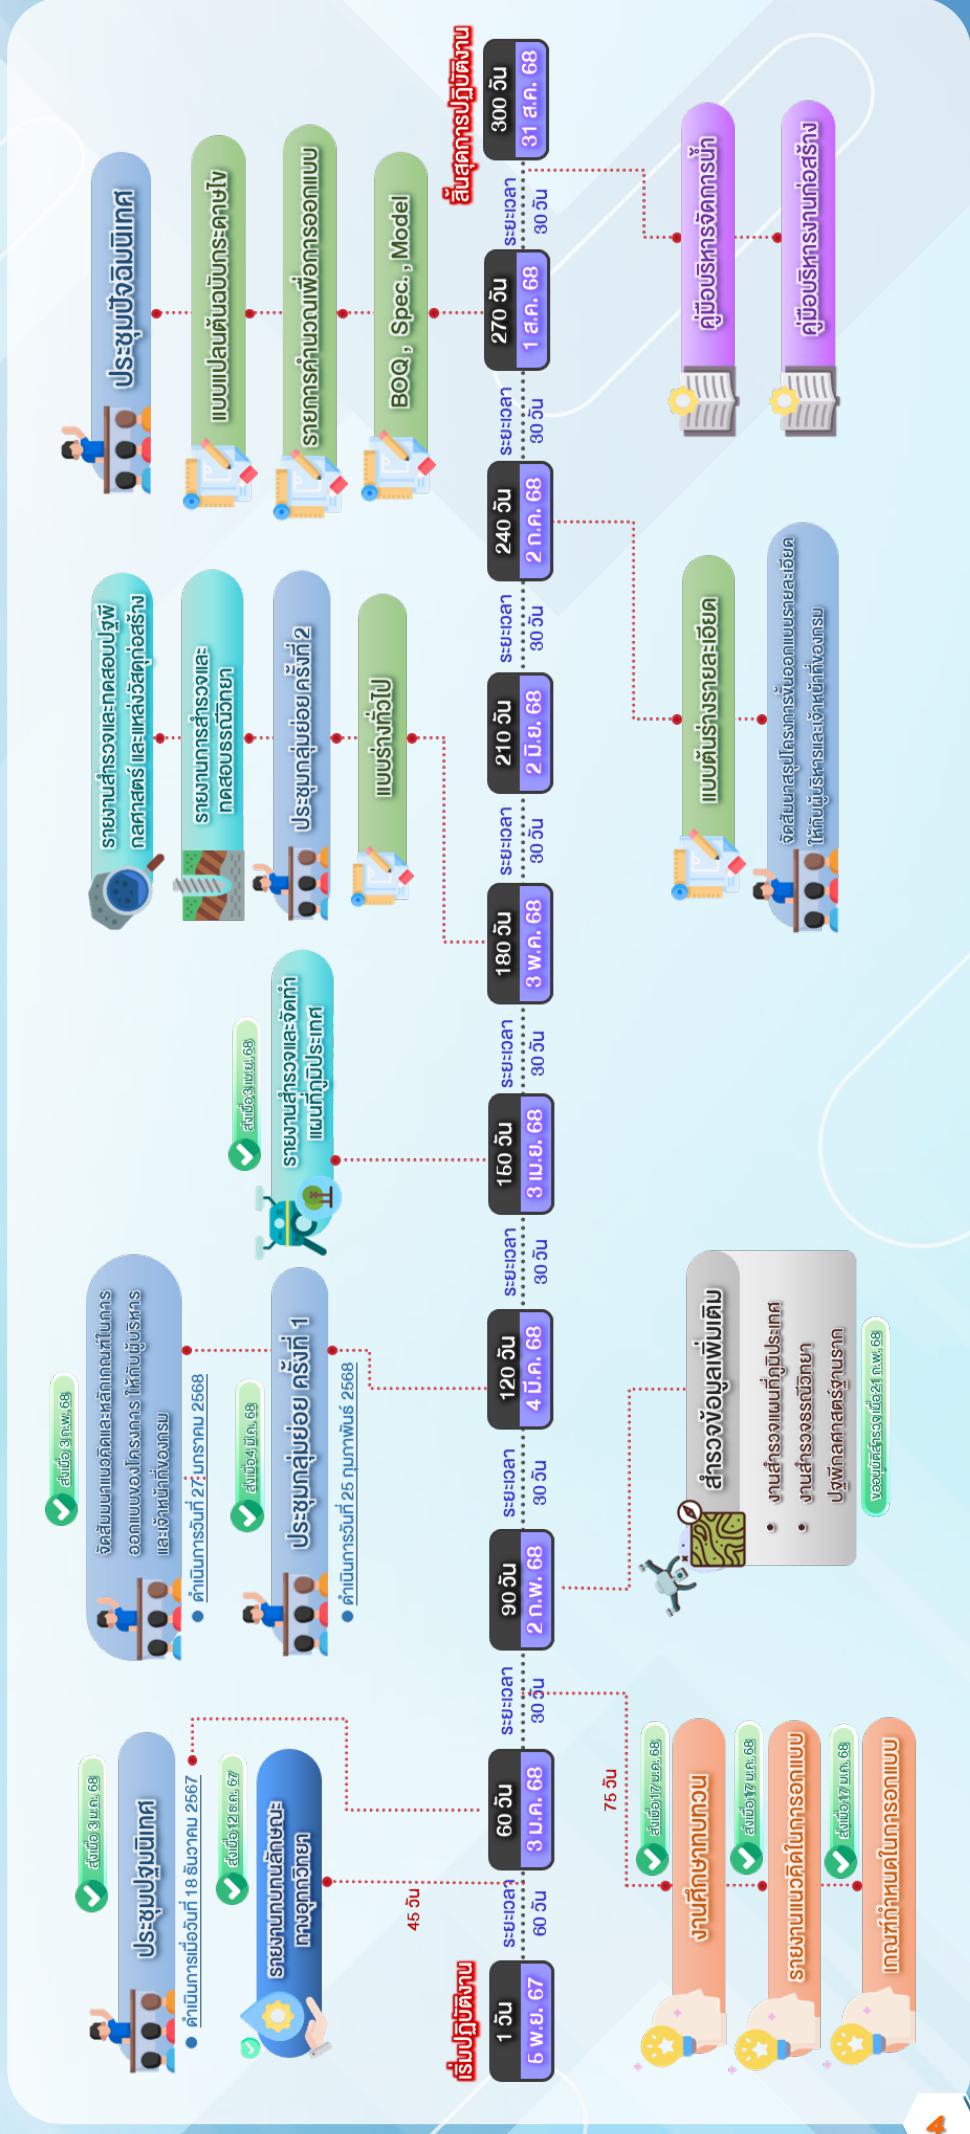 ประชุมปฐมนิเทศ
ส่งเมื่อ 3 ม.ค. 68
ดำเนินการเมื่อวันที่ 18 ธันวาคม 2567
รายงานทบทวนลักษณะ
ทางอุทกวิทยา
ส่งเมื่อ 12 ธ.ค. 67
45 วัน
จัดสัมมนาแนวคิดและหลักเกณฑ์ในการ
ออกแบบของโครงการ ให้กับผู้บริหาร
และเจ้าหน้าที่ของกรม
ส่งเมื่อ 3 ก.พ. 68
ดำเนินการวันที่ 27 มกราคม 2568
ประชุมกลุ่มย่อย ครั้งที่ 1
ส่งเมื่อ 4 มี.ค. 68
ดำเนินการวันที่ 25 กุมภาพันธ์ 2568
รายงานสำรวจและจัดทำ
แผนที่ภูมิประเทศ
ส่งเมื่อ 3 เม.ย. 68
รายงานสำรวจและทดสอบปฐพี
กลศาสตร์ และแหล่งวัสดุก่อสร้าง
รายงานการสำรวจและ
ทดสอบธรณีวิทยา
ประชุมกลุ่มย่อย ครั้งที่ 2
แบบร่างทั่วไป
ประชุมปัจฉิมนิเทศ
แบบแปลนต้นฉบับกระดาษไข
รายการคำนวณเพื่อการออกแบบ
BOQ , Spec. , Model
เริ่มปฏิบัติงาน
1 วัน
5 พ.ย. 67
ระยะเวลา
60 วัน
60 วัน
3 ม.ค. 68
ระยะเวลา
30 วัน
90 วัน
2 ก.พ. 68
ระยะเวลา
30 วัน
120 วัน
4 มี.ค. 68
ระยะเวลา
30 วัน
150 วัน
3 เม.ย. 68
ระยะเวลา
30 วัน
180 วัน
3 พ.ค. 68
ระยะเวลา
30 วัน
210 วัน
2 มิ.ย. 68
ระยะเวลา
30 วัน
240 วัน
2 ก.ค. 68
ระยะเวลา
30 วัน
270 วัน
1 ส.ค. 68
ระยะเวลา
30 วัน
สิ้นสุดการปฏิบัติงาน
300 วัน
31 ส.ค. 68
75 วัน
งานศึกษาทบทวน
ส่งเมื่อ 17 ม.ค. 68
รายงานแนวคิดในการออกแบบ
ส่งเมื่อ 17 ม.ค. 68
เกณฑ์กำหนดในการออกแบบ
ส่งเมื่อ 17 ม.ค. 68
สำรวจข้อมูลเพิ่มเติม
• งานสำรวจแผนที่ภูมิประเทศ
• งานสำรวจธรณีวิทยา
ปฐพีกลศาสตร์ฐานราก
ขออนุมัติสำรวจเมื่อ 21 ก.พ. 68
แบบต้นร่างรายละเอียด
จัดสัมนาสรุปโครงการขั้นออกแบบรายละเอียด
ให้กับผู้บริหารและเจ้าหน้าที่ของกรม
คู่มือบริหารจัดการน้ำ
คู่มือบริหารงานก่อสร้าง
4